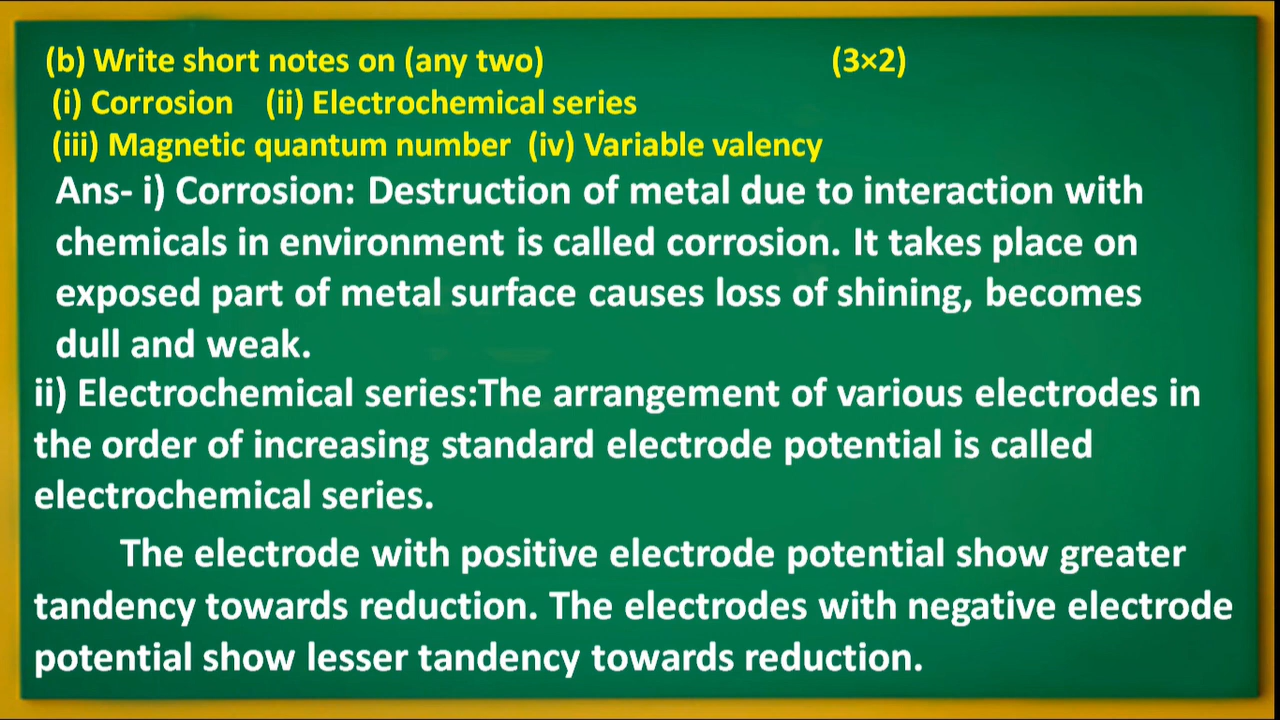 (b) Write short notes on (any two) (3×2)
(i) Corrosion (ii) Electrochemical series
(iii) Magnetic quantum number (iv) Variable valency
Ans- i) Corrosion: Destruction of metal due to interaction with
chemicals in environment is called corrosion. It takes place on
exposed part of metal surface causes loss of shining, becomes
dull and weak.
ii) Electrochemical series:The arrangement of various electrodes in
the order of increasing standard electrode potential is called
electrochemical series.
The electrode with positive electrode potential show greater
tandency towards reduction. The electrodes with negative electrode
potential show lesser tandency towards reduction.